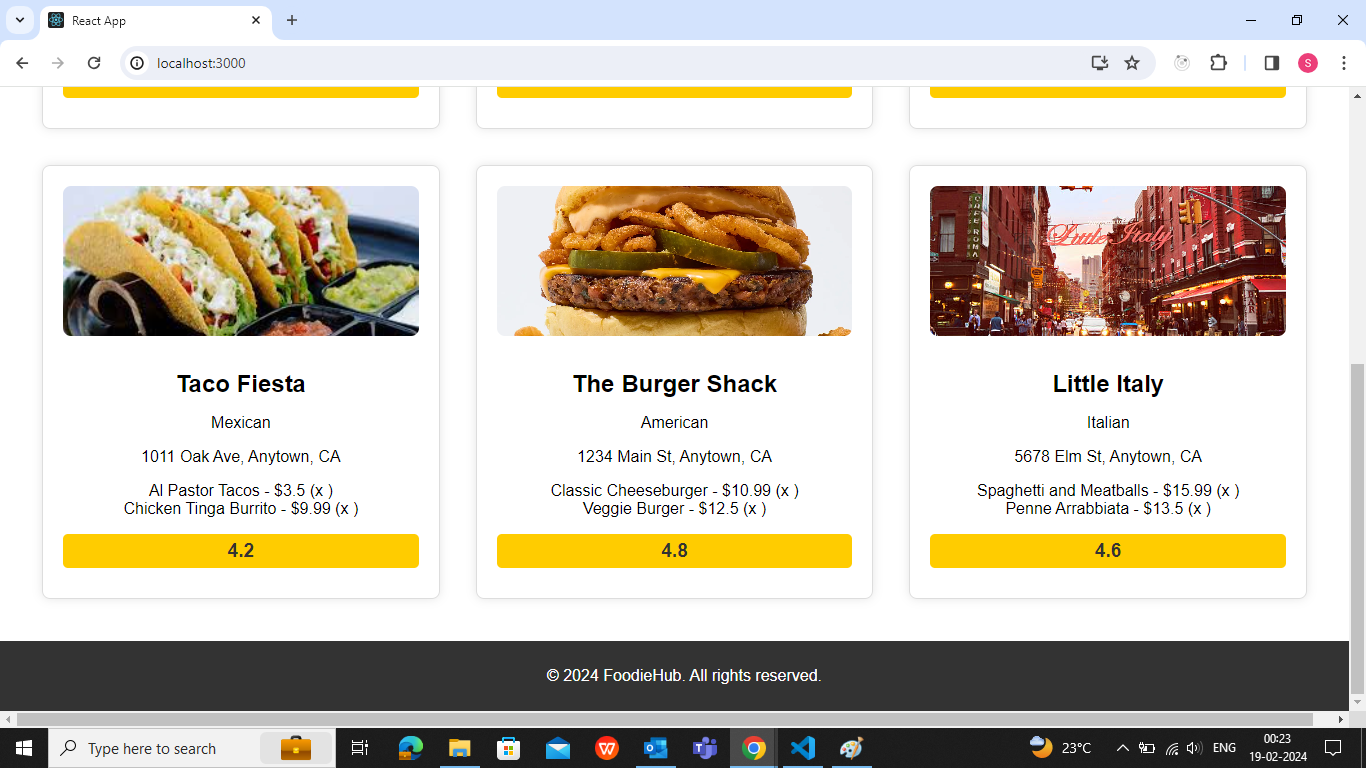 React App
localhost:3000
S
CAFE ROMA
Little Italy
Taco Fiesta
Mexican
1011 Oak Ave, Anytown, CA
Al Pastor Tacos - $3.5 (x )
Chicken Tinga Burrito - $9.99 (x )
4.2
The Burger Shack
American
1234 Main St, Anytown, CA
Classic Cheeseburger - $10.99 (x )
Veggie Burger - $12.5 (x )
4.8
Little Italy
Italian
5678 Elm St, Anytown, CA
Spaghetti and Meatballs - $15.99 (x )
Penne Arrabbiata - $13.5 (x )
4.6
© 2024 FoodieHub. All rights reserved.
Type here to search
23°C
ENG
00:23
19-02-2024